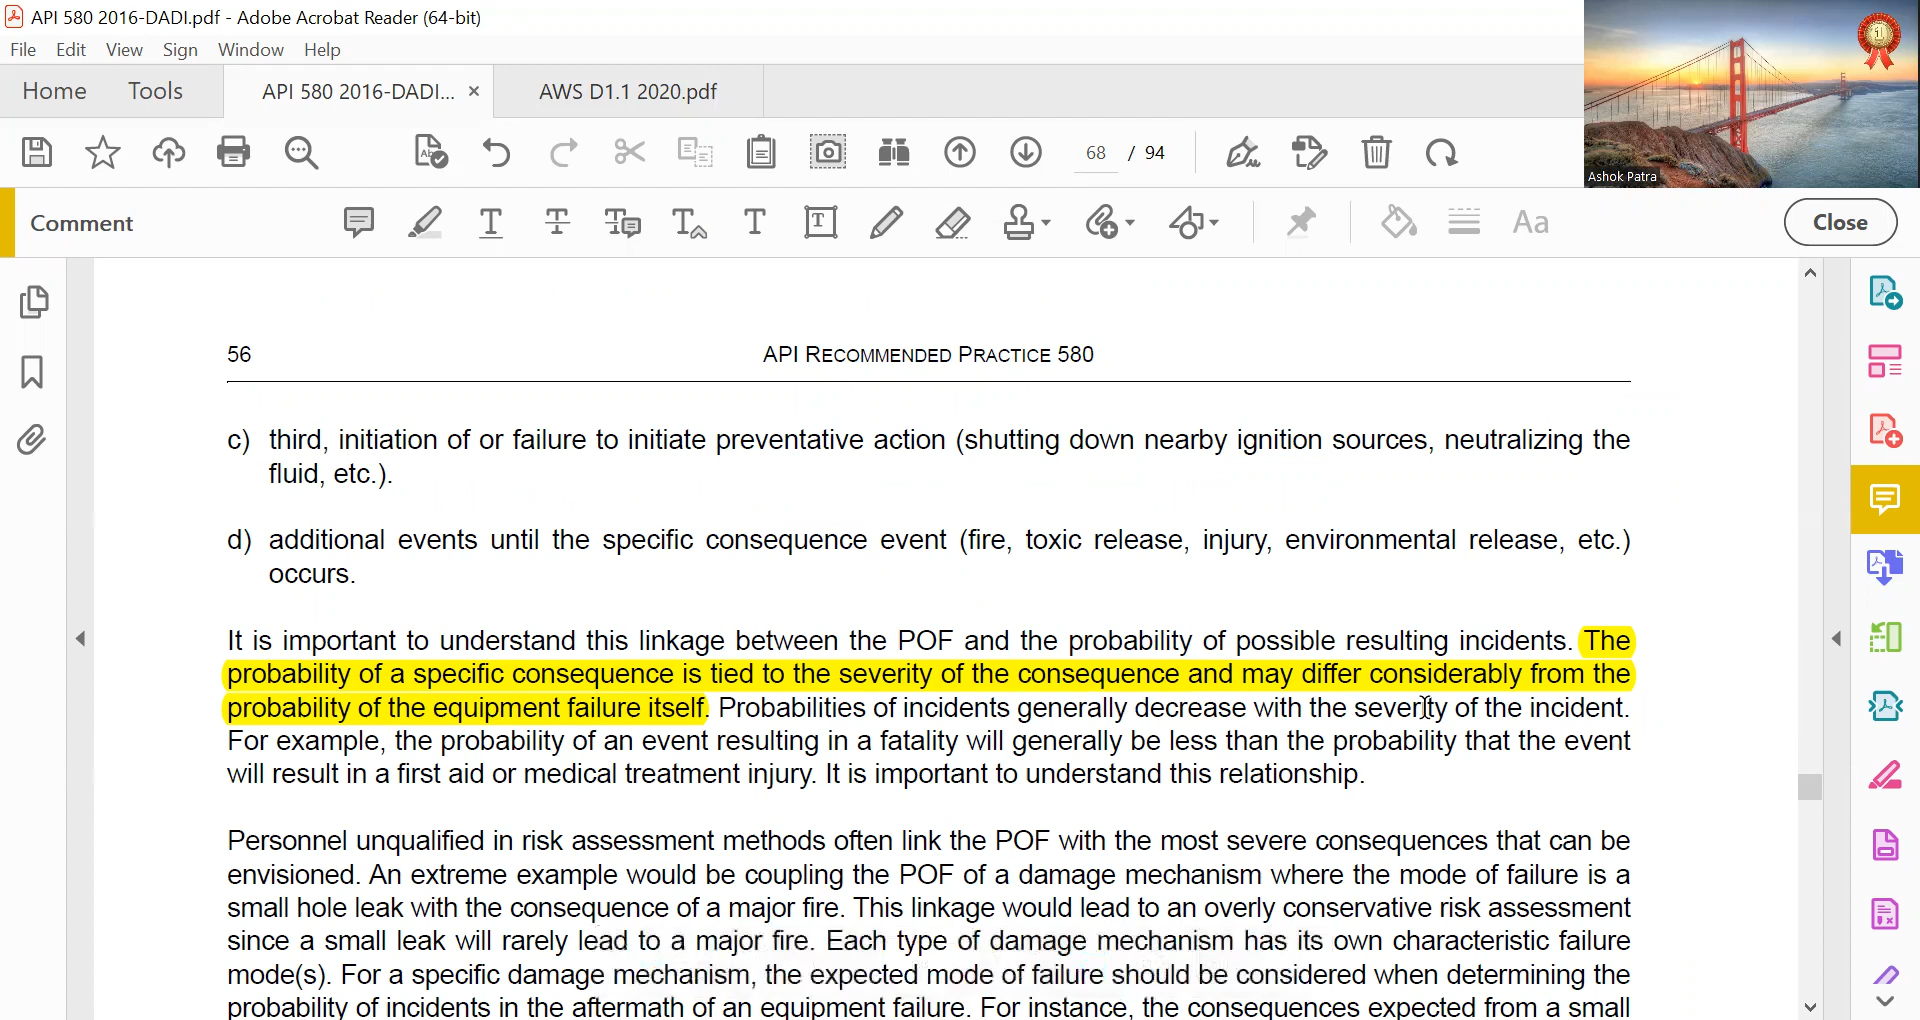 API 580 2016-DADI.pdf - Adobe Acrobat Reader (64-bit)
File Edit View Sign Window Help
Home Tools API 580 2016-DADI... × AWS D1.1 2020.pdf
68 / 94
1
Ashok Patra
Comment
Aa
Close
56 API RECOMMENDED PRACTICE 580
c) third, initiation of or failure to initiate preventative action (shutting down nearby ignition sources, neutralizing the
fluid, etc.).
d) additional events until the specific consequence event (fire, toxic release, injury, environmental release, etc.)
occurs.
It is important to understand this linkage between the POF and the probability of possible resulting incidents. The
probability of a specific consequence is tied to the severity of the consequence and may differ considerably from the
probability of the equipment failure itself. Probabilities of incidents generally decrease with the severity of the incident.
For example, the probability of an event resulting in a fatality will generally be less than the probability that the event
will result in a first aid or medical treatment injury. It is important to understand this relationship.
Personnel unqualified in risk assessment methods often link the POF with the most severe consequences that can be
envisioned. An extreme example would be coupling the POF of a damage mechanism where the mode of failure is a
small hole leak with the consequence of a major fire. This linkage would lead to an overly conservative risk assessment
since a small leak will rarely lead to a major fire. Each type of damage mechanism has its own characteristic failure
mode(s). For a specific damage mechanism, the expected mode of failure should be considered when determining the
probability of incidents in the aftermath of an equipment failure. For instance, the consequences expected from a small